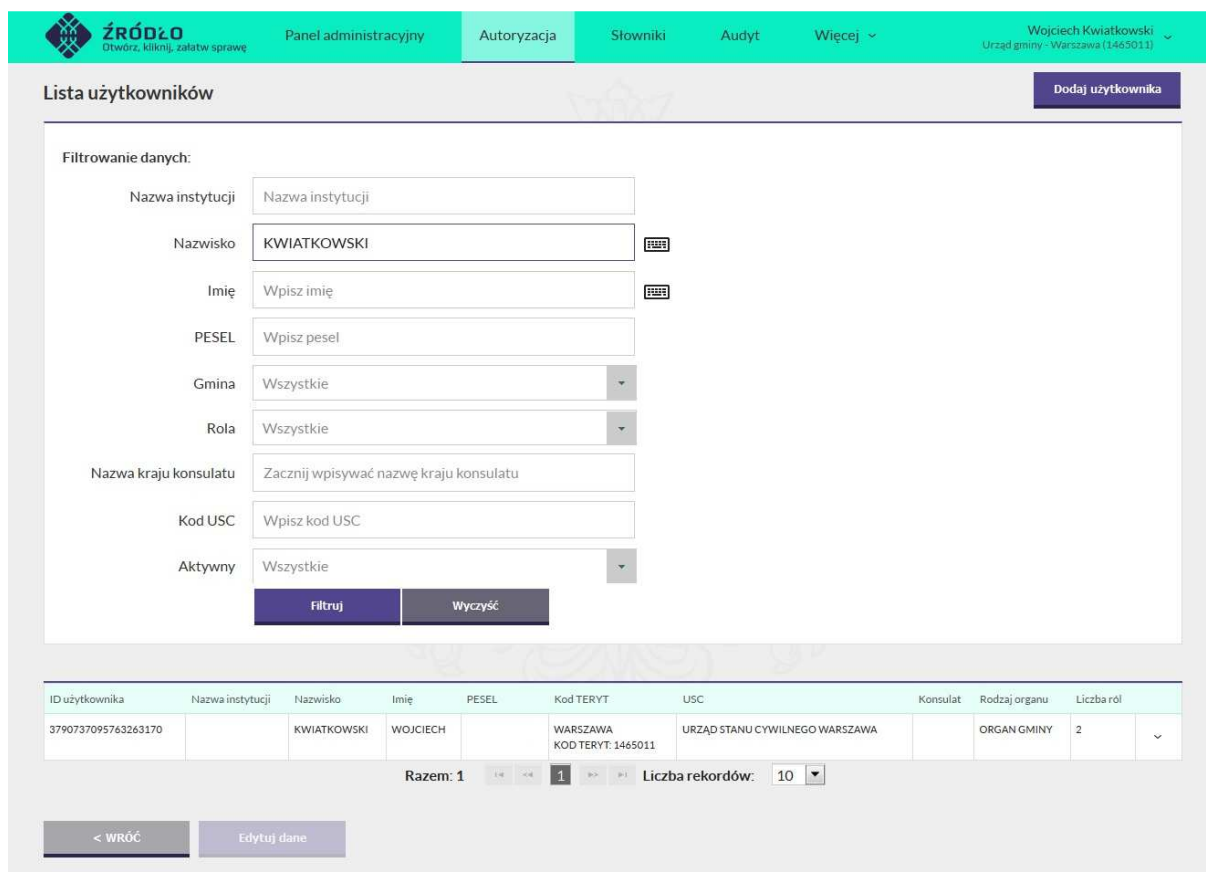 ŹRÓDŁO
Otwórz, kliknij, załatw sprawę
Panel administracyjny
Autoryzacja
Słowniki
Audyt
Więcej
Wojciech Kwiatkowski
Urząd gminy - Warszawa (1465011)
Lista użytkowników
Dodaj użytkownika
Filtrowanie danych:
Nazwa instytucji Nazwa instytucji
Nazwisko KWIATKOWSKI
Imię Wpisz imię
PESEL Wpisz pesel
Gmina Wszystkie
Rola Wszystkie
Nazwa kraju konsulatu Zacznij wpisywać nazwę kraju konsulatu
Kod USC Wpisz kod USC
Aktywny Wszystkie
Filtruj Wyczyść
ID użytkownika Nazwa instytucji Nazwisko Imię PESEL Kod TERYT USC Konsulat Rodzaj organu Liczba ról
3790737095763263170 KWIATKOWSKI WOJCIECH WARSZAWA URZĄD STANU CYWILNEGO WARSZAWA ORGAN GMINY 2
KOD TERYT: 1465011
Razem: 1 1 Liczba rekordów: 10
< WRÓĆ Edytuj dane